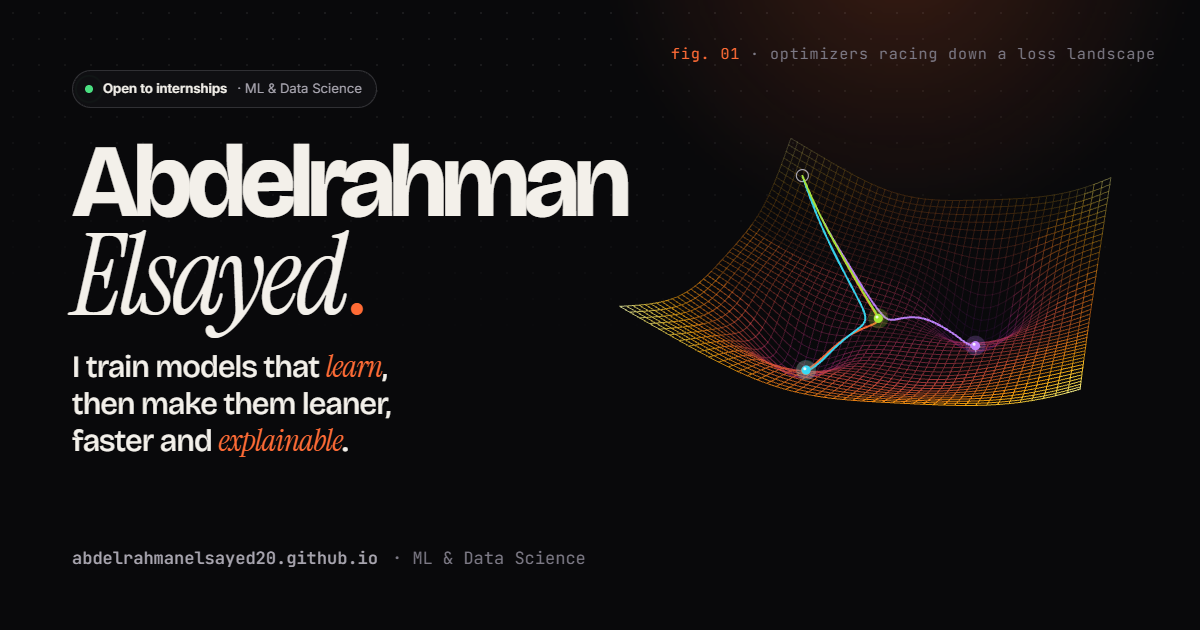 fig. 01 · optimizers racing down a loss landscape
Open to internships · ML & Data Science
Abdelrahman
Elsayed.
I train models that learn,
then make them leaner,
faster and explainable.
abdelrahmanelsayed20.github.io · ML & Data Science